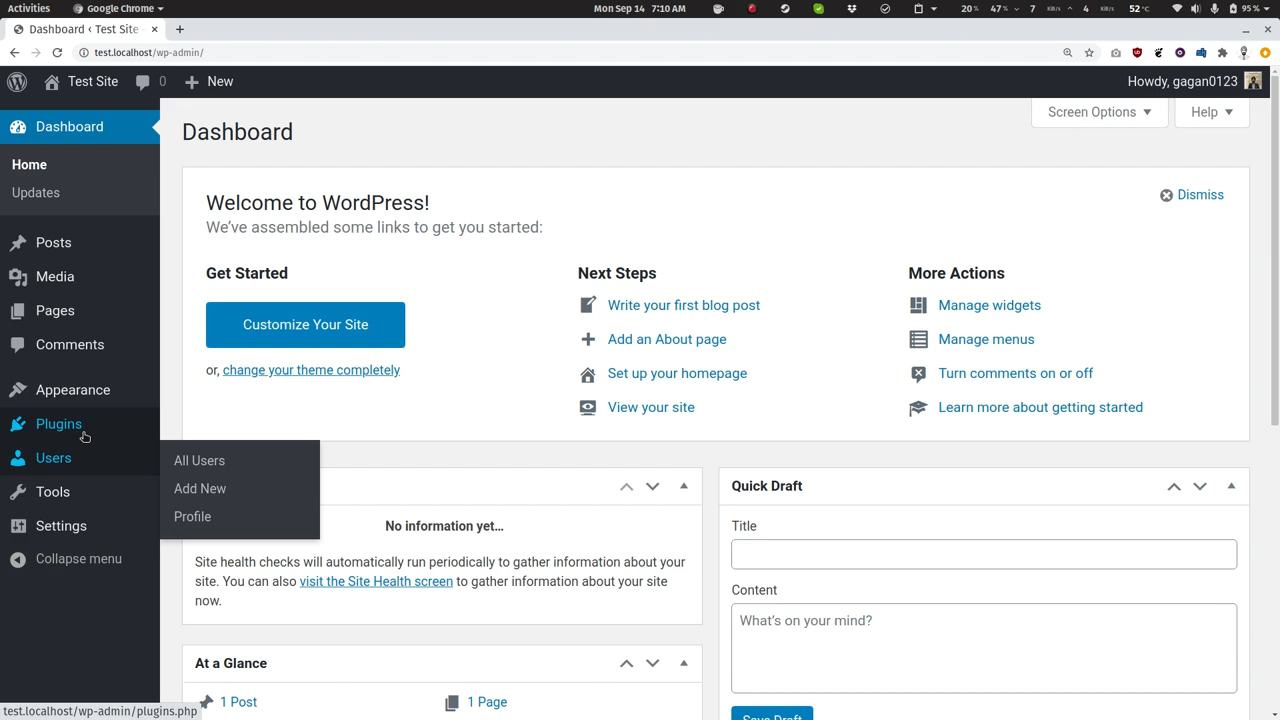 Activities Google Chrome Mon Sep 14 7:10 AM 20 % 47 % 7 KB/s 4 KB/s 52°C 95 %
Dashboard ‹ Test Site -
test.localhost/wp-admin/
Test Site 0 New Howdy, gagan0123
Dashboard
Home
Updates
Posts
Media
Pages
Comments
Appearance
Plugins
Users
Tools
Settings
Collapse menu
All Users
Add New
Profile
Screen Options Help
Dashboard
Welcome to WordPress!
Dismiss
We've assembled some links to get you started:
Get Started
Customize Your Site
or, change your theme completely
Next Steps
Write your first blog post
Add an About page
Set up your homepage
View your site
More Actions
Manage widgets
Manage menus
Turn comments on or off
Learn more about getting started
No information yet…
Site health checks will automatically run periodically to gather information about your
site. You can also visit the Site Health screen to gather information about your site
now.
At a Glance
1 Post 1 Page
Quick Draft
Title
Content
What's on your mind?
Save Draft
test.localhost/wp-admin/plugins.php